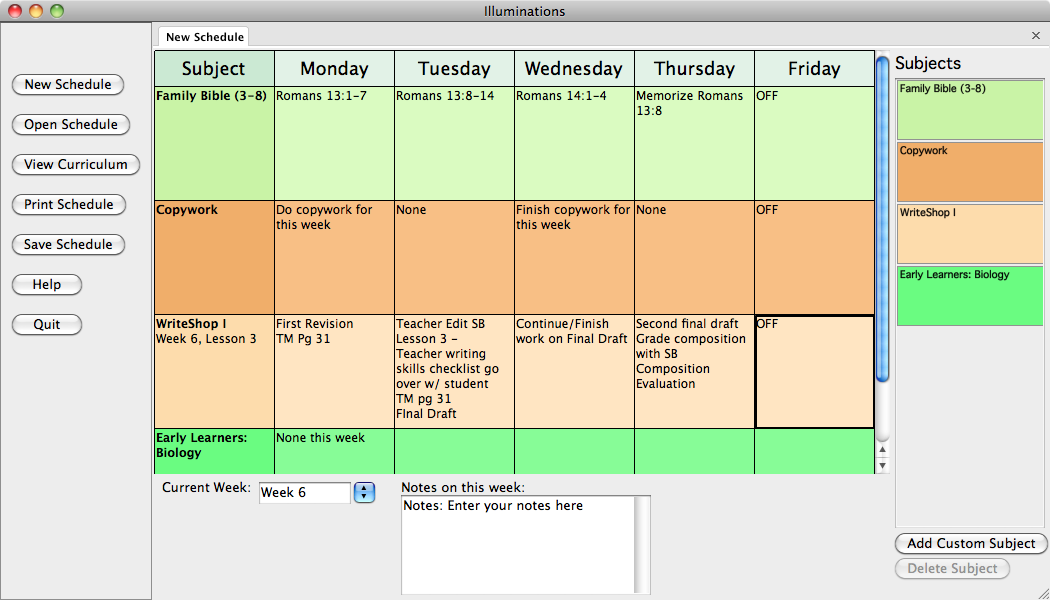 Illuminations
New Schedule
Open Schedule
View Curriculum
Print Schedule
Save Schedule
Help
Quit
New Schedule
Subject Monday Tuesday Wednesday Thursday Friday
Family Bible (3-8)
Romans 13:1-7
Romans 13:8-14
Romans 14:1-4
Memorize Romans
13:8
OFF
Copywork
Do copywork for
this week
None
Finish copywork for
this week
None
OFF
WriteShop I
Week 6, Lesson 3
First Revision
TM Pg 31
Teacher Edit SB
Lesson 3 -
Teacher writing
skills checklist go
over w/ student
TM pg 31
FInal Draft
Continue/Finish
work on Final Draft
Second final draft
Grade composition
with SB
Composition
Evaluation
OFF
Early Learners:
Biology
None this week
Current Week:
Week 6
Notes on this week:
Notes: Enter your notes here
Subjects
Family Bible (3-8)
Copywork
WriteShop I
Early Learners: Biology
Add Custom Subject
Delete Subject